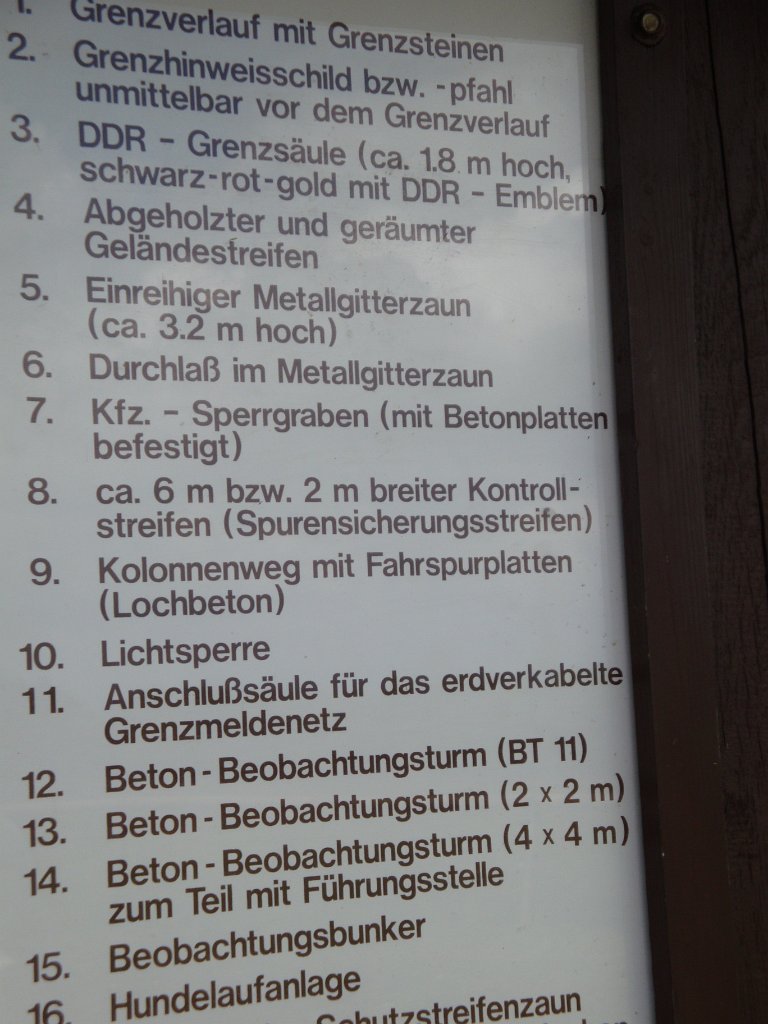 1. Grenzverlauf mit Grenzsteinen
2. Grenzhinweisschild bzw. -pfahl
unmittelbar vor dem Grenzverlauf
3. DDR - Grenzsäule (ca. 1.8 m hoch,
schwarz-rot-gold mit DDR - Emblem)
4. Abgeholzter und geräumter
Geländestreifen
5. Einreihiger Metallgitterzaun
(ca. 3.2 m hoch)
6. Durchlaß im Metallgitterzaun
7. Kfz. - Sperrgraben (mit Betonplatten
befestigt)
8. ca. 6 m bzw. 2 m breiter Kontroll-
streifen (Spurensicherungsstreifen)
9. Kolonnenweg mit Fahrspurplatten
(Lochbeton)
10. Lichtsperre
11. Anschlußsäule für das erdverkabelte
Grenzmeldenetz
12. Beton - Beobachtungsturm (BT 11)
13. Beton - Beobachtungsturm (2 x 2 m)
14. Beton - Beobachtungsturm (4 x 4 m)
zum Teil mit Führungsstelle
15. Beobachtungsbunker
16. Hundelaufanlage
Schutzstreifenzaun